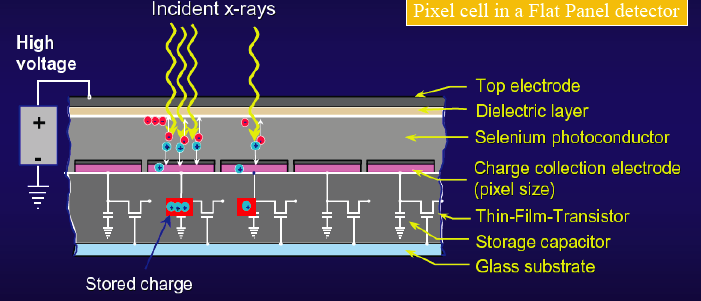 Incident x-rays
Pixel cell in a Flat Panel detector
High
voltage
+
-
Top electrode
Dielectric layer
Selenium photoconductor
Charge collection electrode
(pixel size)
Thin-Film-Transistor
Storage capacitor
Glass substrate
Stored charge